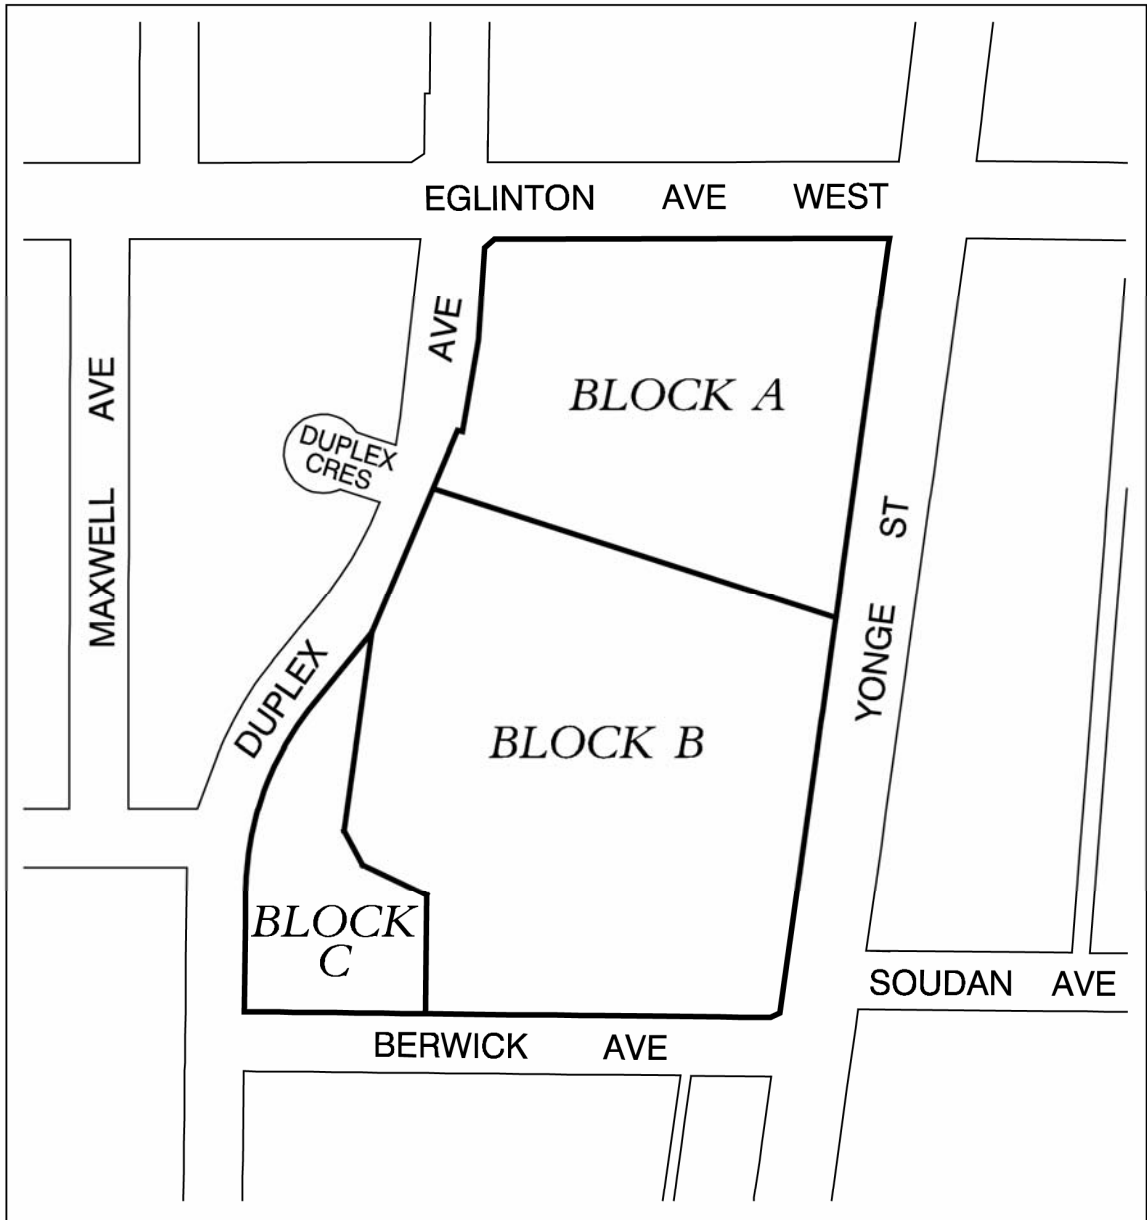 EGLINTON AVE WEST
DUPLEX AVE
MAXWELL AVE
DUPLEX
CRES
BLOCK A
YONGE ST
BLOCK B
BLOCK
C
SOUDAN AVE
BERWICK AVE